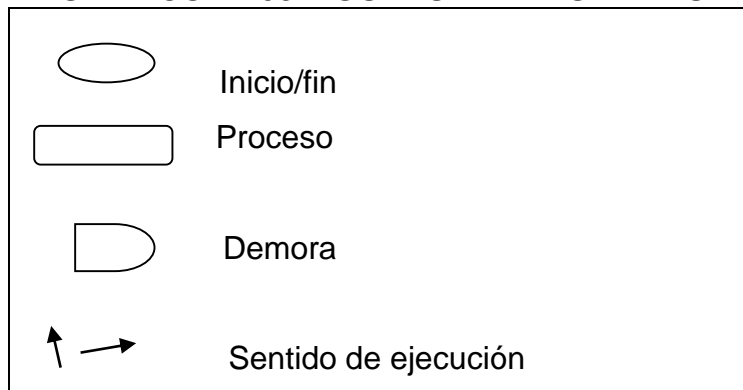 Inicio/fin
Proceso
Demora
Sentido de ejecución